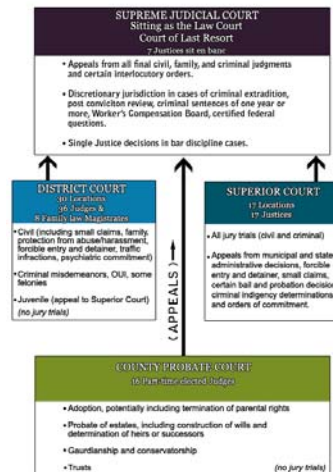 SUPREME JUDICIAL COURT
Sitting as the Law Court
Court of Last Resort
7 Justices sit en banc
• Appeals from all final civil, family, and criminal judgments
and certain interlocutory orders.
• Discretionary jurisdiction in cases of criminal extradition,
post conviciton review, criminal sentences of one year or
more, Worker's Compensation Board, certified federal
questions.
• Single Justice decisions in bar discipline cases.
DISTRICT COURT
30 Locations
36 Judges &
8 Family law Magistrates
• Civil (including small claims, family,
protection from abuse/harassment,
forcible entry and detainer, traffic
infractions, psychiatric commitment)
• Criminal misdemeanors, OUI, some
felonies
• Juvenile (appeal to Superior Court)
(no jury trials)
(APPEALS)
SUPERIOR COURT
17 Locations
17 Justices
• All jury trials (civil and criminal)
• Appeals from municipal and state
administrative decisions, forcible
entry and detainer, small claims,
certain bail and probation decision
criminal indigency determinations
and orders of commitment.
COUNTY PROBATE COURT
16 Part-time elected Judges
• Adoption, potentially including termination of parental rights
• Probate of estates, including construction of wills and
determination of heirs or successors
• Gaurdianship and conservatorship
• Trusts
(no jury trials)